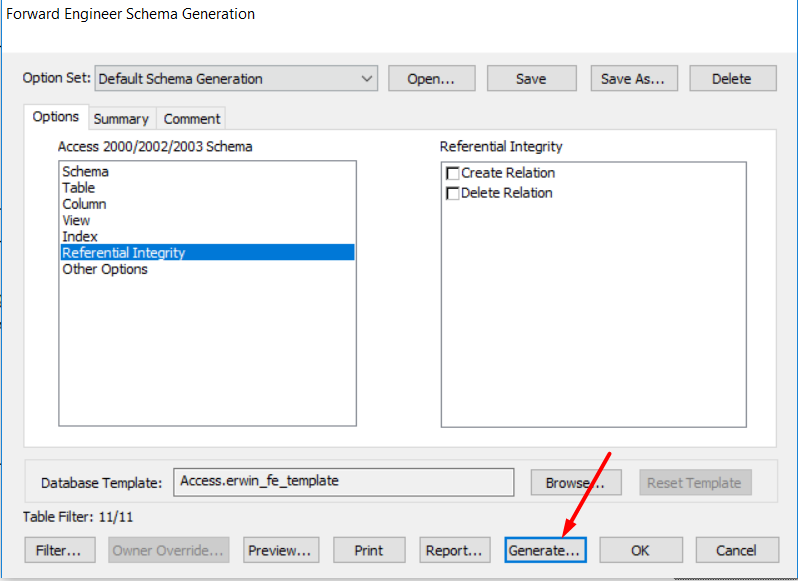 Forward Engineer Schema Generation
Option Set: Default Schema Generation Open... Save Save As... Delete
Options Summary Comment
Access 2000/2002/2003 Schema
Schema
Table
Column
View
Index
Referential Integrity
Other Options
Referential Integrity
Create Relation
Delete Relation
Database Template: Access.erwin_fe_template Browse... Reset Template
Table Filter: 11/11
Filter... Owner Override... Preview... Print Report... Generate... OK Cancel